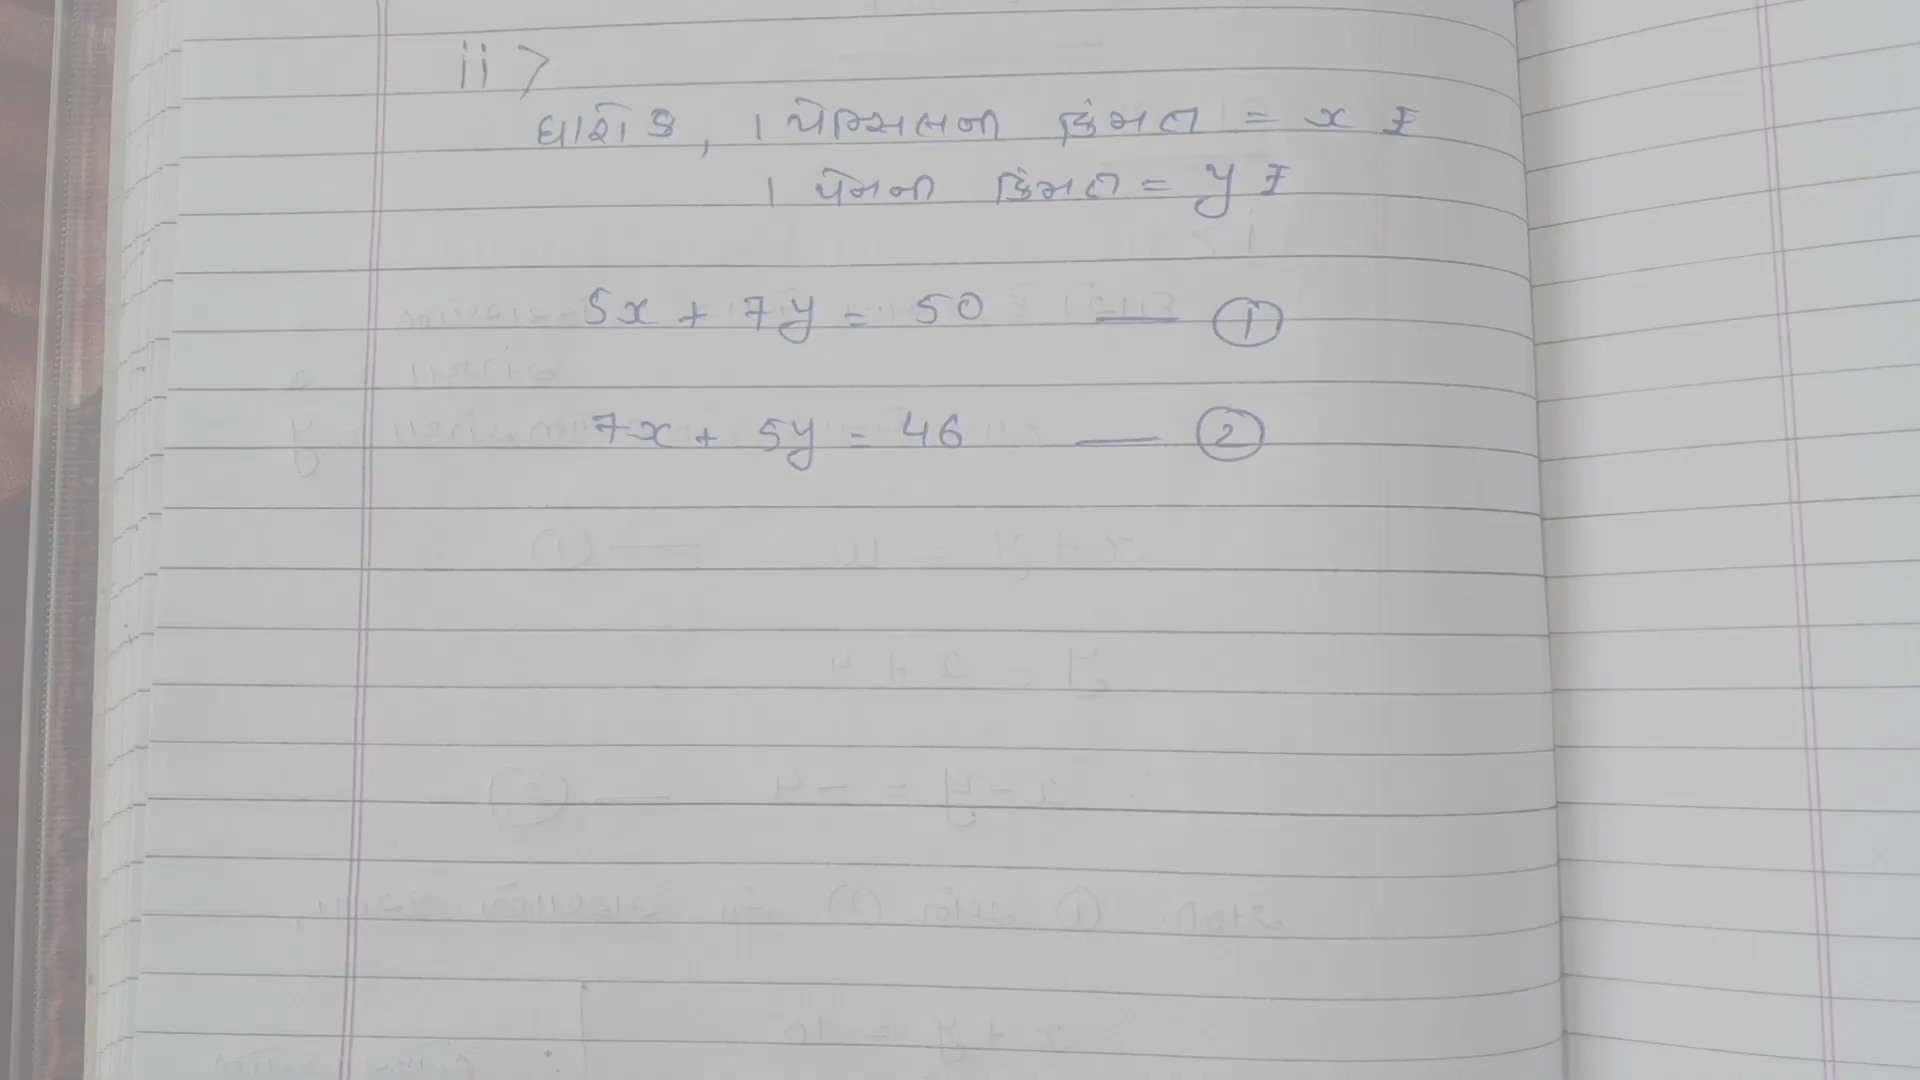 ii >
ધારો કે, 1 પેન્સિલની કિંમત = x ₹
1 પેનની કિંમત = y ₹
5x + 7y = 50 — ①
7x + 5y = 46 — ②